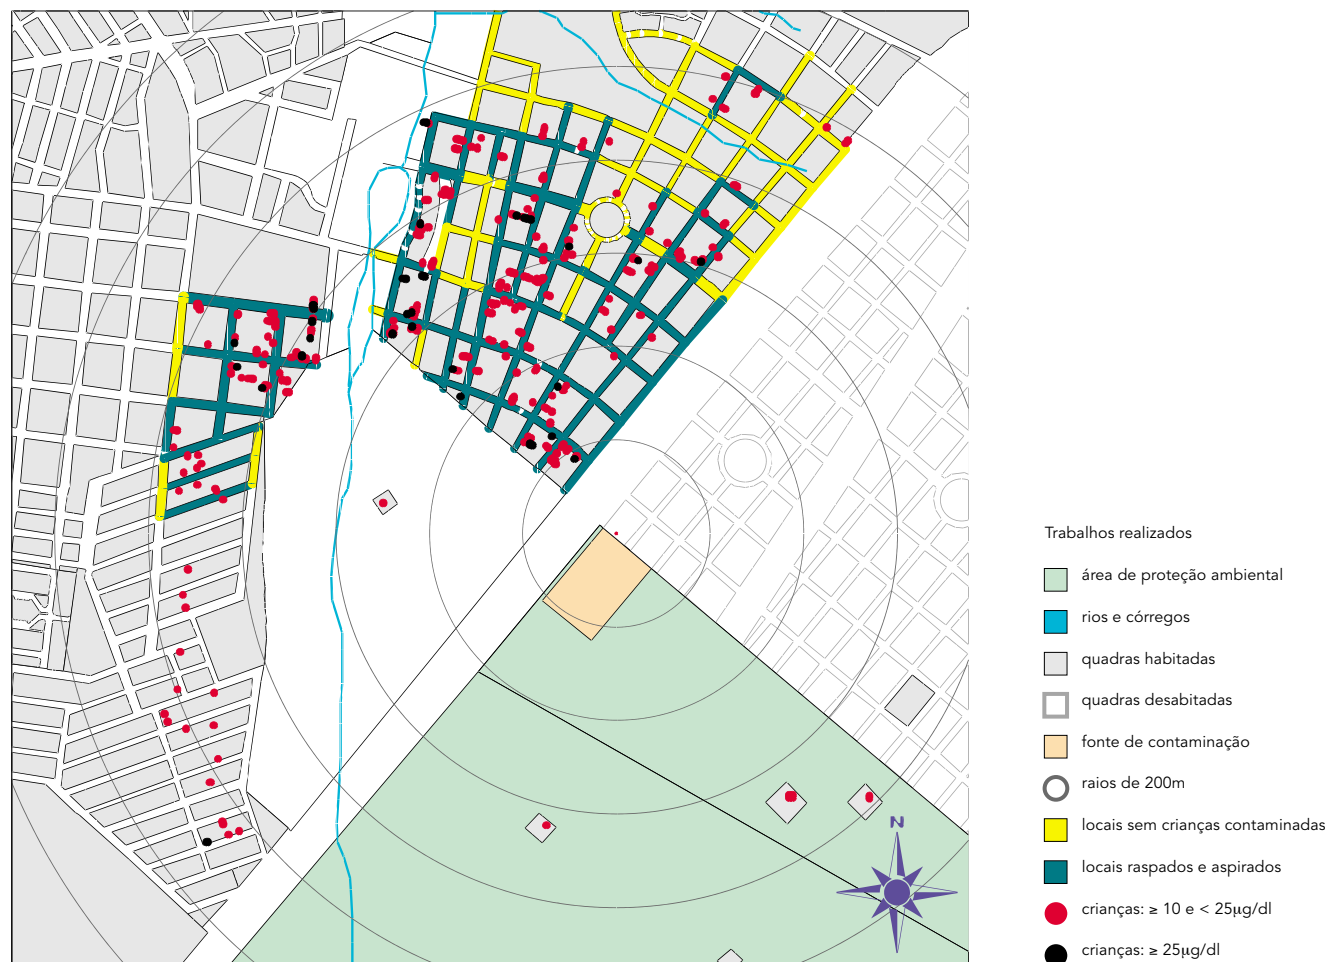 Trabalhos realizados
área de proteção ambiental
rios e córregos
quadras habitadas
quadras desabitadas
fonte de contaminação
raios de 200m
locais sem crianças contaminadas
N
locais raspados e aspirados
crianças: ≥ 10 e < 25µg/dl
crianças: ≥ 25µg/dl